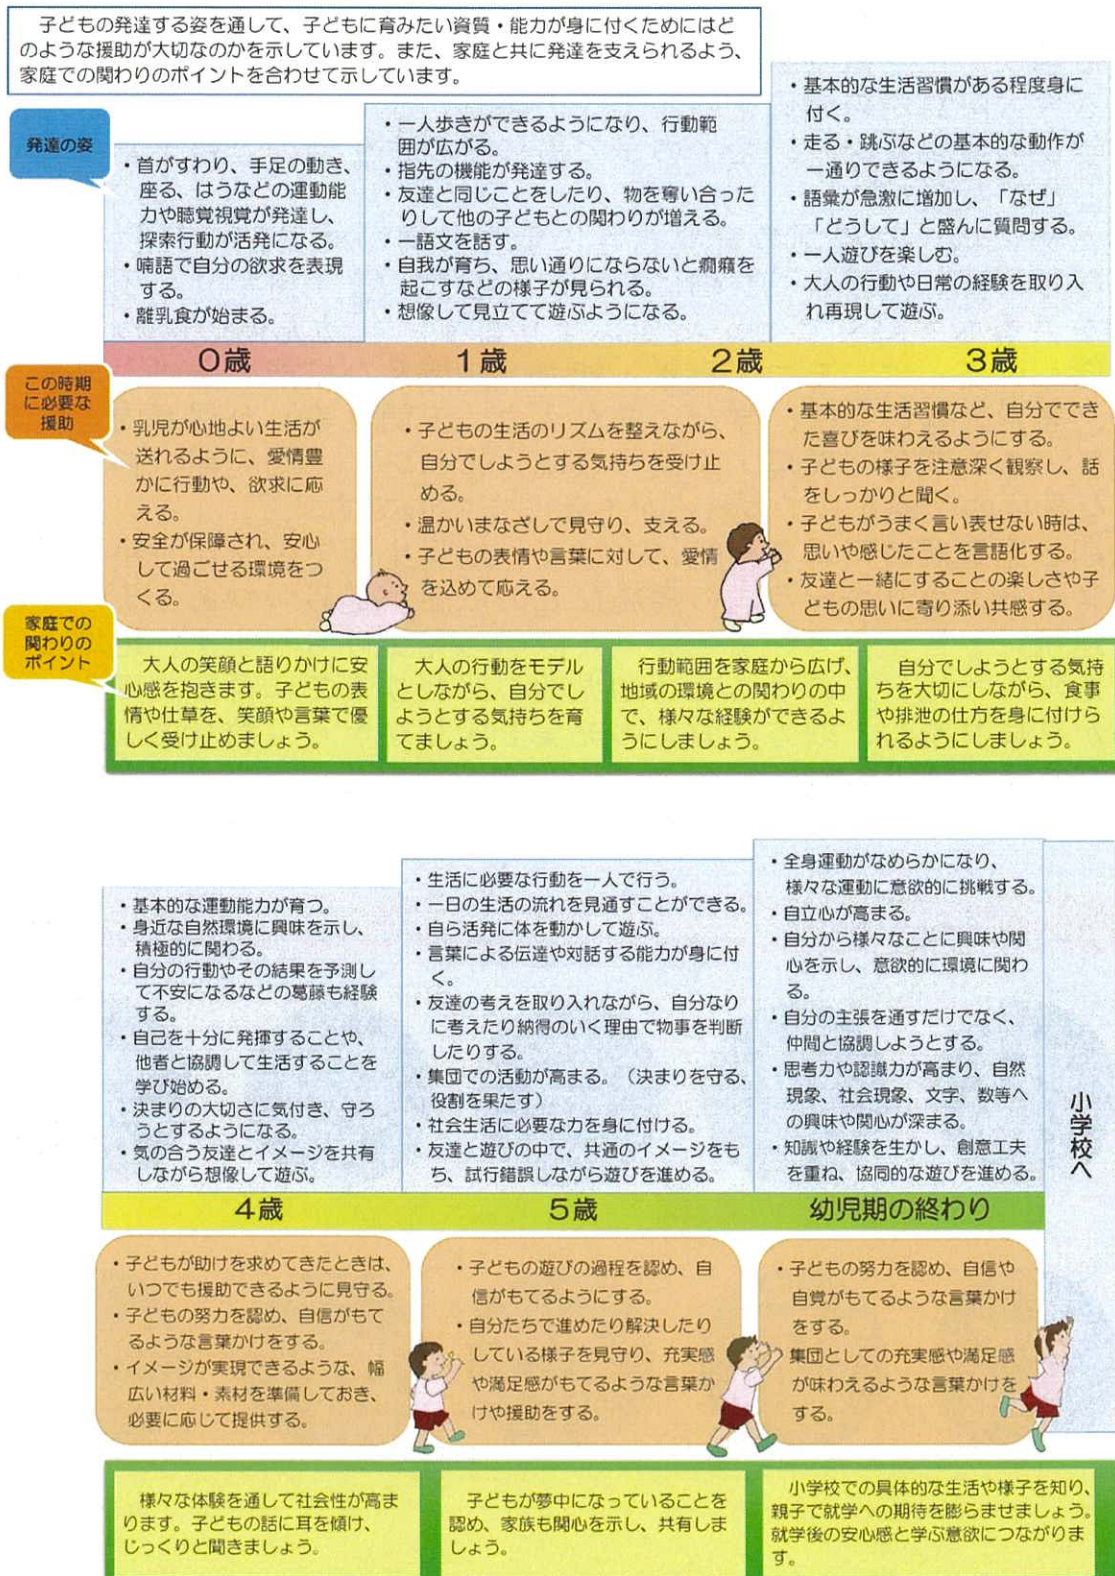 子どもの発達する姿を通して、子どもに育みたい資質・能力が身に付くためにはど
のような援助が大切なのかを示しています。また、家庭と共に発達を支えられるよう、
家庭での関わりのポイントを合わせて示しています。
発達の姿
・首がすわり、手足の動き、
座る、はうなどの運動能
力や聴覚視覚が発達し、
探索行動が活発になる。
・喃語で自分の欲求を表現
する。
・離乳食が始まる。
・一人歩きができるようになり、行動範
囲が広がる。
・指先の機能が発達する。
・友達と同じことをしたり、物を奪い合った
りして他の子どもとの関わりが増える。
・一語文を話す。
・自我が育ち、思い通りにならないと癇癪を
起こすなどの様子が見られる。
・想像して見立てて遊ぶようになる。
・基本的な生活習慣がある程度身に
付く。
・走る・跳ぶなどの基本的な動作が
一通りできるようになる。
・語彙が急激に増加し、「なぜ」
「どうして」と盛んに質問する。
・一人遊びを楽しむ。
・大人の行動や日常の経験を取り入
れ再現して遊ぶ。
0歳
1歳
2歳
3歳
この時期
に必要な
援助
・乳児が心地よい生活が
送れるように、愛情豊
かに行動や、欲求に応
える。
・安全が保障され、安心
して過ごせる環境をつ
くる。
・子どもの生活のリズムを整えながら、
自分でしようとする気持ちを受け止
める。
・温かいまなざしで見守り、支える。
・子どもの表情や言葉に対して、愛情
を込めて応える。
・基本的な生活習慣など、自分ででき
た喜びを味わえるようにする。
・子どもの様子を注意深く観察し、話
をしっかりと聞く。
・子どもがうまく言い表せない時は、
思いや感じたことを言語化する。
・友達と一緒にすることの楽しさや子
どもの思いに寄り添い共感する。
家庭での
関わりの
ポイント
大人の笑顔と語りかけに安
心感を抱きます。子どもの表
情や仕草を、笑顔や言葉で優
しく受け止めましょう。
大人の行動をモデル
としながら、自分でし
ようとする気持ちを育
てましょう。
行動範囲を家庭から広げ、
地域の環境との関わりの中
で、様々な経験ができるよ
うにしましょう。
自分でしようとする気持
ちを大切にしながら、食事
や排泄の仕方を身に付けら
れるようにしましょう。
・基本的な運動能力が育つ。
・身近な自然環境に興味を示し、
積極的に関わる。
・自分の行動やその結果を予測し
て不安になるなどの葛藤も経験
する。
・自己を十分に発揮することや、
他者と協調して生活することを
学び始める。
・決まりの大切さに気付き、守ろ
うとするようになる。
・気の合う友達とイメージを共有
しながら想像して遊ぶ。
・生活に必要な行動を一人で行う。
・一日の生活の流れを見通すことができる。
・自ら活発に体を動かして遊ぶ。
・言葉による伝達や対話する能力が身に付
く。
・友達の考えを取り入れながら、自分なり
に考えたり納得のいく理由で物事を判断
したりする。
・集団での活動が高まる。（決まりを守る、
役割を果たす）
・社会生活に必要な力を身に付ける。
・友達と遊びの中で、共通のイメージをも
ち、試行錯誤しながら遊びを進める。
・全身運動がなめらかになり、
様々な運動に意欲的に挑戦する。
・自立心が高まる。
・自分から様々なことに興味や関
心を示し、意欲的に環境に関わ
る。
・自分の主張を通すだけでなく、
仲間と協調しようとする。
・思考力や認識力が高まり、自然
現象、社会現象、文字、数等へ
の興味や関心が深まる。
・知識や経験を生かし、創意工夫
を重ね、協同的な遊びを進める。
小学校へ
4歳
5歳
幼児期の終わり
・子どもが助けを求めてきたときは、
いつでも援助できるように見守る。
・子どもの努力を認め、自信がもて
るような言葉かけをする。
・イメージが実現できるような、幅
広い材料・素材を準備しておき、
必要に応じて提供する。
・子どもの遊びの過程を認め、自
信がもてるようにする。
・自分たちで進めたり解決したり
している様子を見守り、充実感
や満足感がもてるような言葉か
けや援助をする。
・子どもの努力を認め、自信や
自覚がもてるような言葉かけ
をする。
・集団としての充実感や満足感
が味わえるような言葉かけを
する。
様々な体験を通して社会性が高ま
ります。子どもの話に耳を傾け、
じっくりと聞きましょう。
子どもが夢中になっていることを
認め、家族も関心を示し、共有しま
しょう。
小学校での具体的な生活や様子を知り、
親子で就学への期待を膨らませましょう。
就学後の安心感と学ぶ意欲につながりま
す。